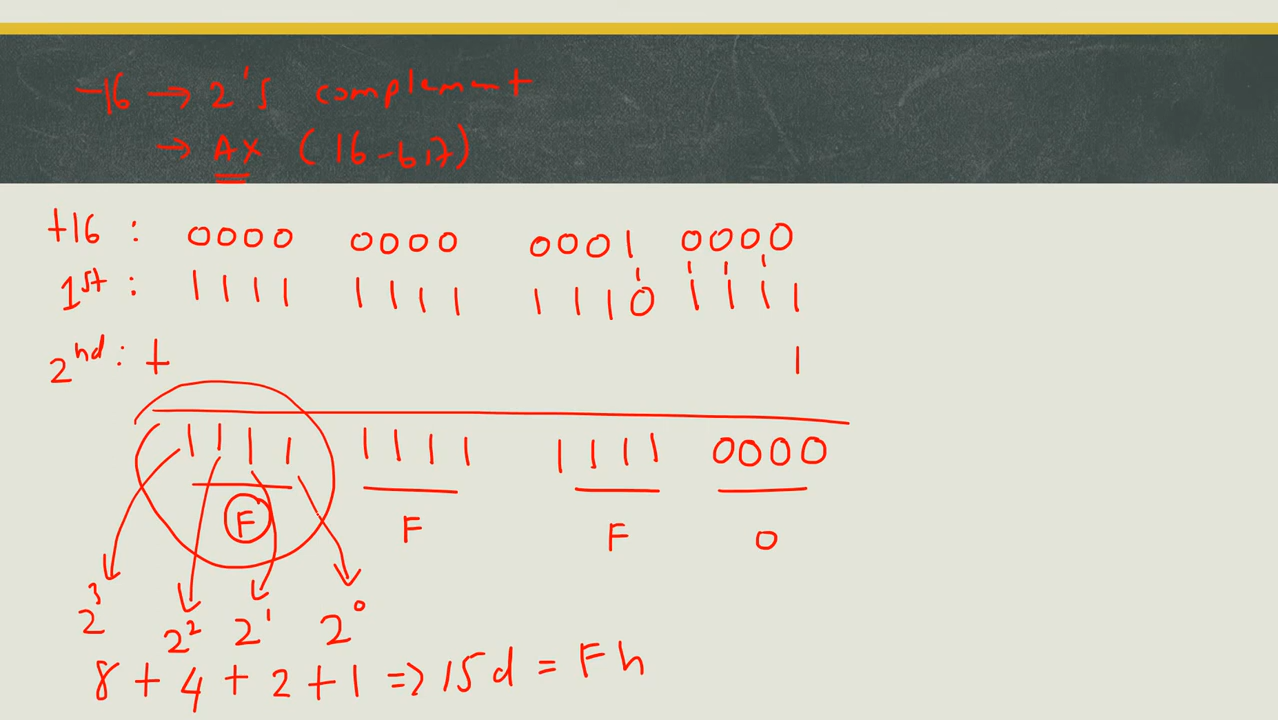 -16 → 2's complement
→ AX (16-bit)
+16 : 0000 0000 0001 0000
1st : 1111 1111 1110 1111
2nd : + 1
1111 1111 1111 0000
F F F 0
2³ 2² 2¹ 2⁰
8 + 4 + 2 + 1 => 15d = Fh